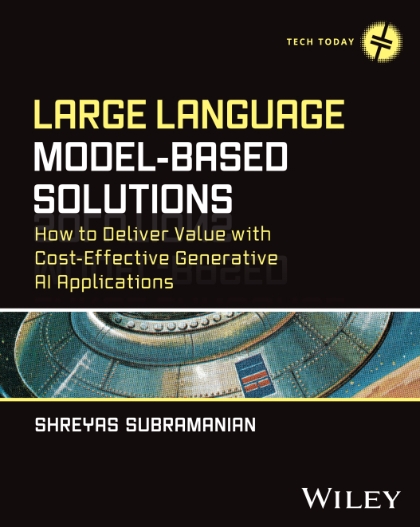 TECH TODAY
LARGE LANGUAGE
MODEL-BASED
SOLUTIONS
How to Deliver Value with
Cost-Effective Generative
AI Applications
SHREYAS SUBRAMANIAN
WILEY